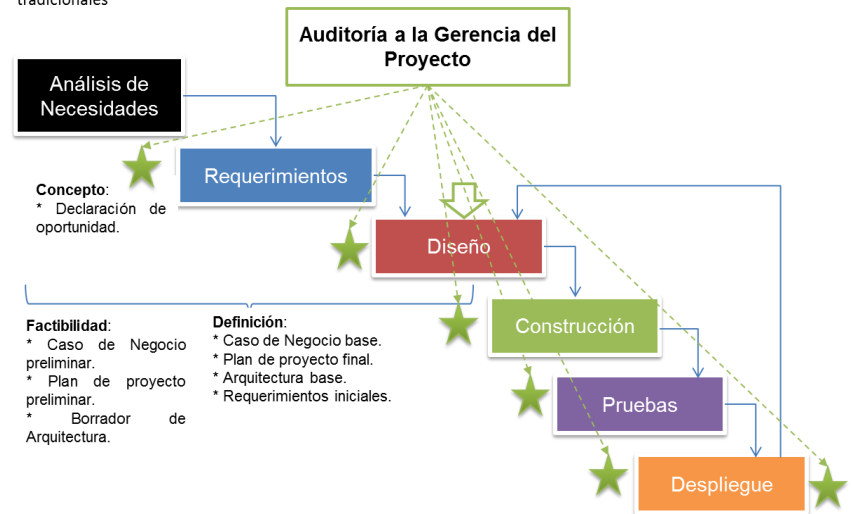 tradicionales
Auditoría a la Gerencia del
Proyecto
Análisis de
Necesidades
Requerimientos
Concepto:
* Declaración de
oportunidad.
Diseño
Factibilidad:
* Caso de Negocio
preliminar.
* Plan de proyecto
preliminar.
* Borrador de
Arquitectura.
Definición:
* Caso de Negocio base.
* Plan de proyecto final.
* Arquitectura base.
* Requerimientos iniciales.
Construcción
Pruebas
Despliegue